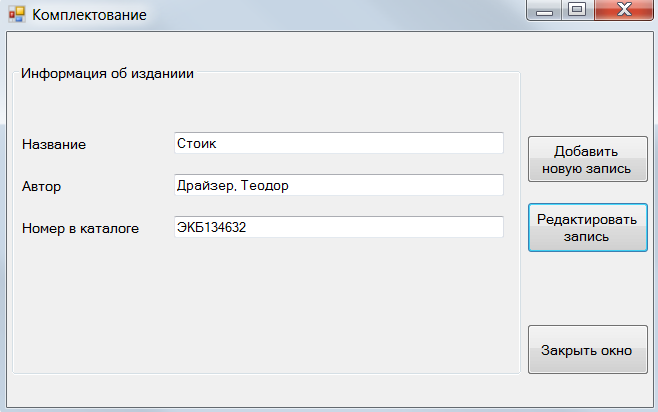 Комплектование
Информация об изданиии
Название
Стоик
Автор
Драйзер, Теодор
Номер в каталоге
ЭКБ134632
Добавить
новую запись
Редактировать
запись
Закрыть окно